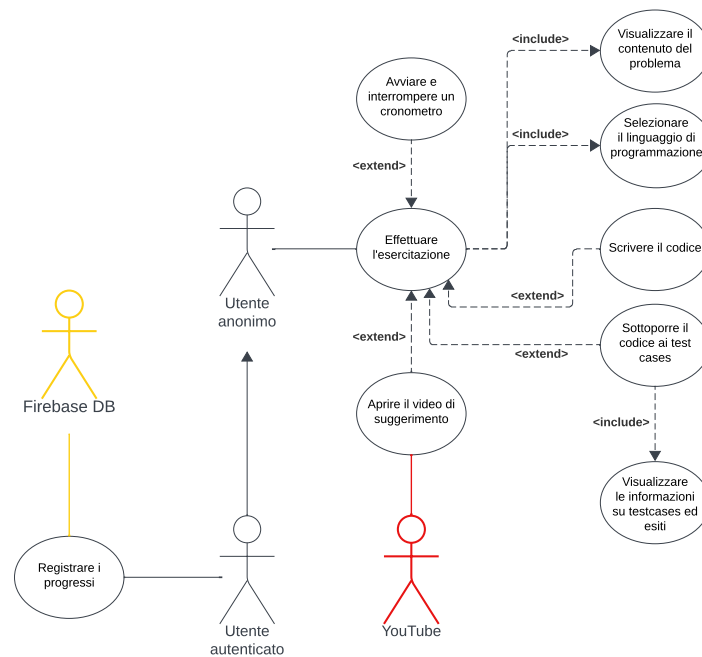 <include>
Visualizzare il
contenuto del
problema
Avviare e
interrompere un
cronometro
<include>
Selezionare
il linguaggio di
programmazione
<extend>
Effettuare
l'esercitazione
Scrivere il codice
<extend>
Utente
anonimo
Firebase DB
<extend>
<extend>
Sottoporre il
codice ai test
cases
Aprire il video di
suggerimento
<include>
Visualizzare
le informazioni
su testcases ed
esiti
Registrare i
progressi
Utente
autenticato
YouTube